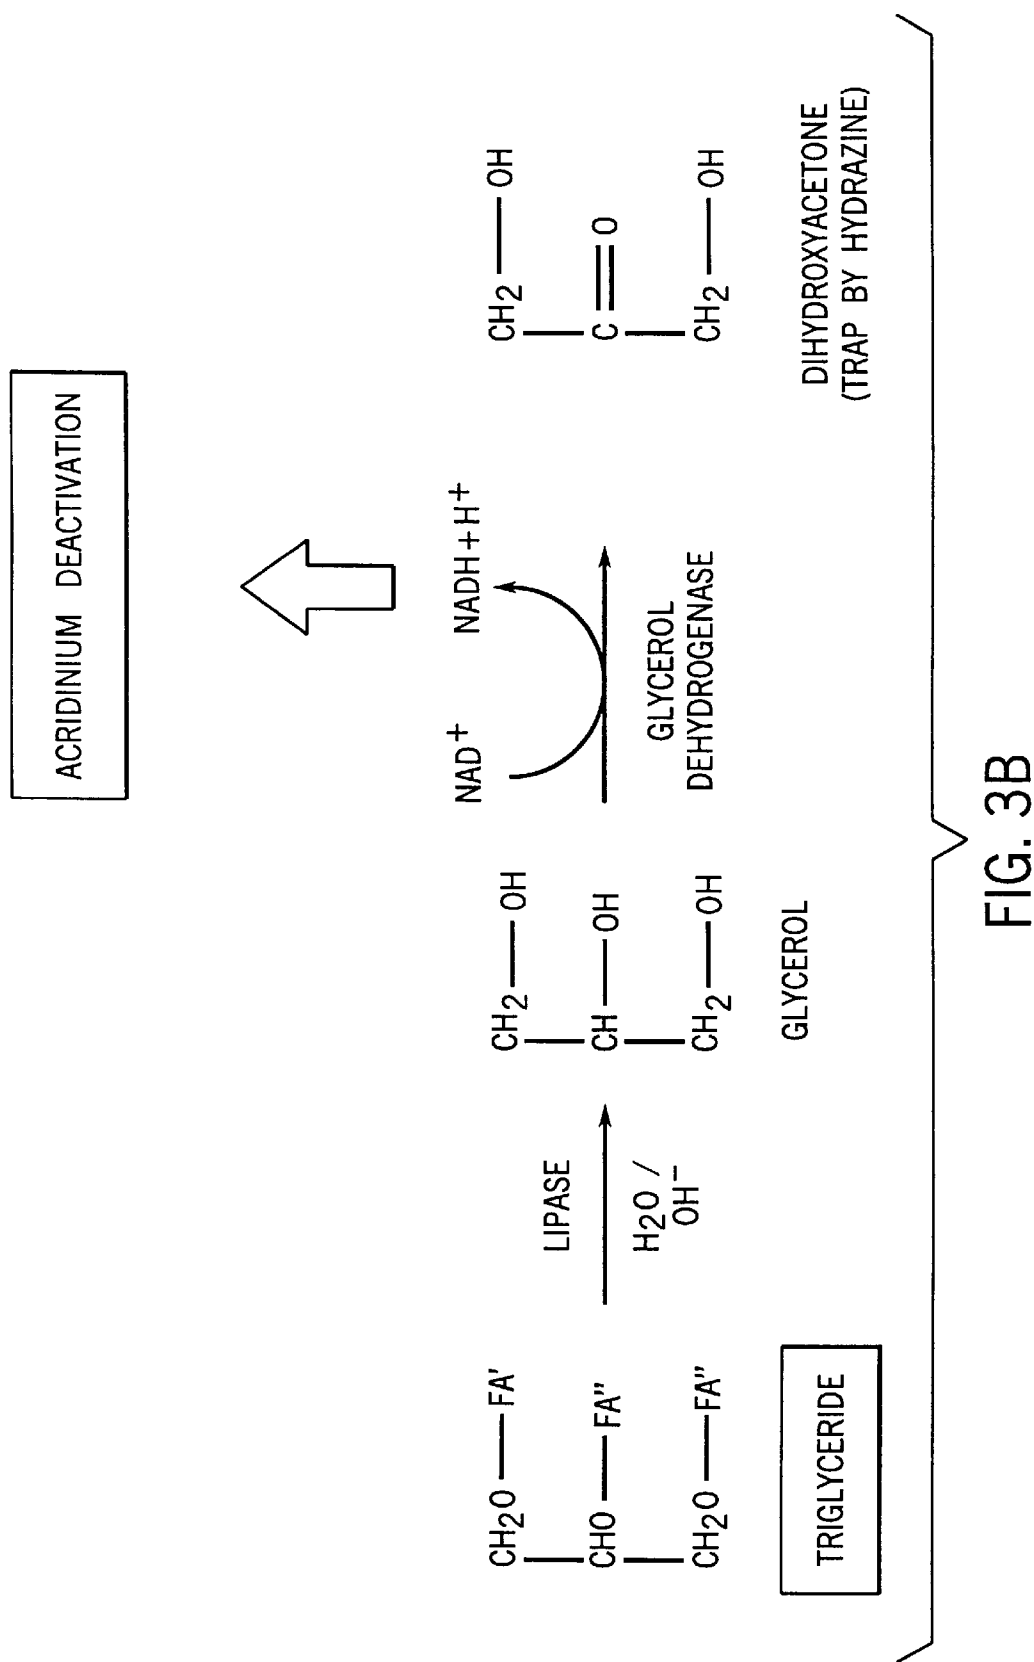 ACRIDINIUM DEACTIVATION
CH2O—FA'
CHO—FA"
CH2O—FA"
TRIGLYCERIDE
LIPASE
H2O /
OH−
CH2—OH
CH—OH
CH2—OH
GLYCEROL
NAD+
NADH+H+
GLYCEROL
DEHYDROGENASE
CH2—OH
C=O
CH2—OH
DIHYDROXYACETONE
(TRAP BY HYDRAZINE)
FIG. 3B